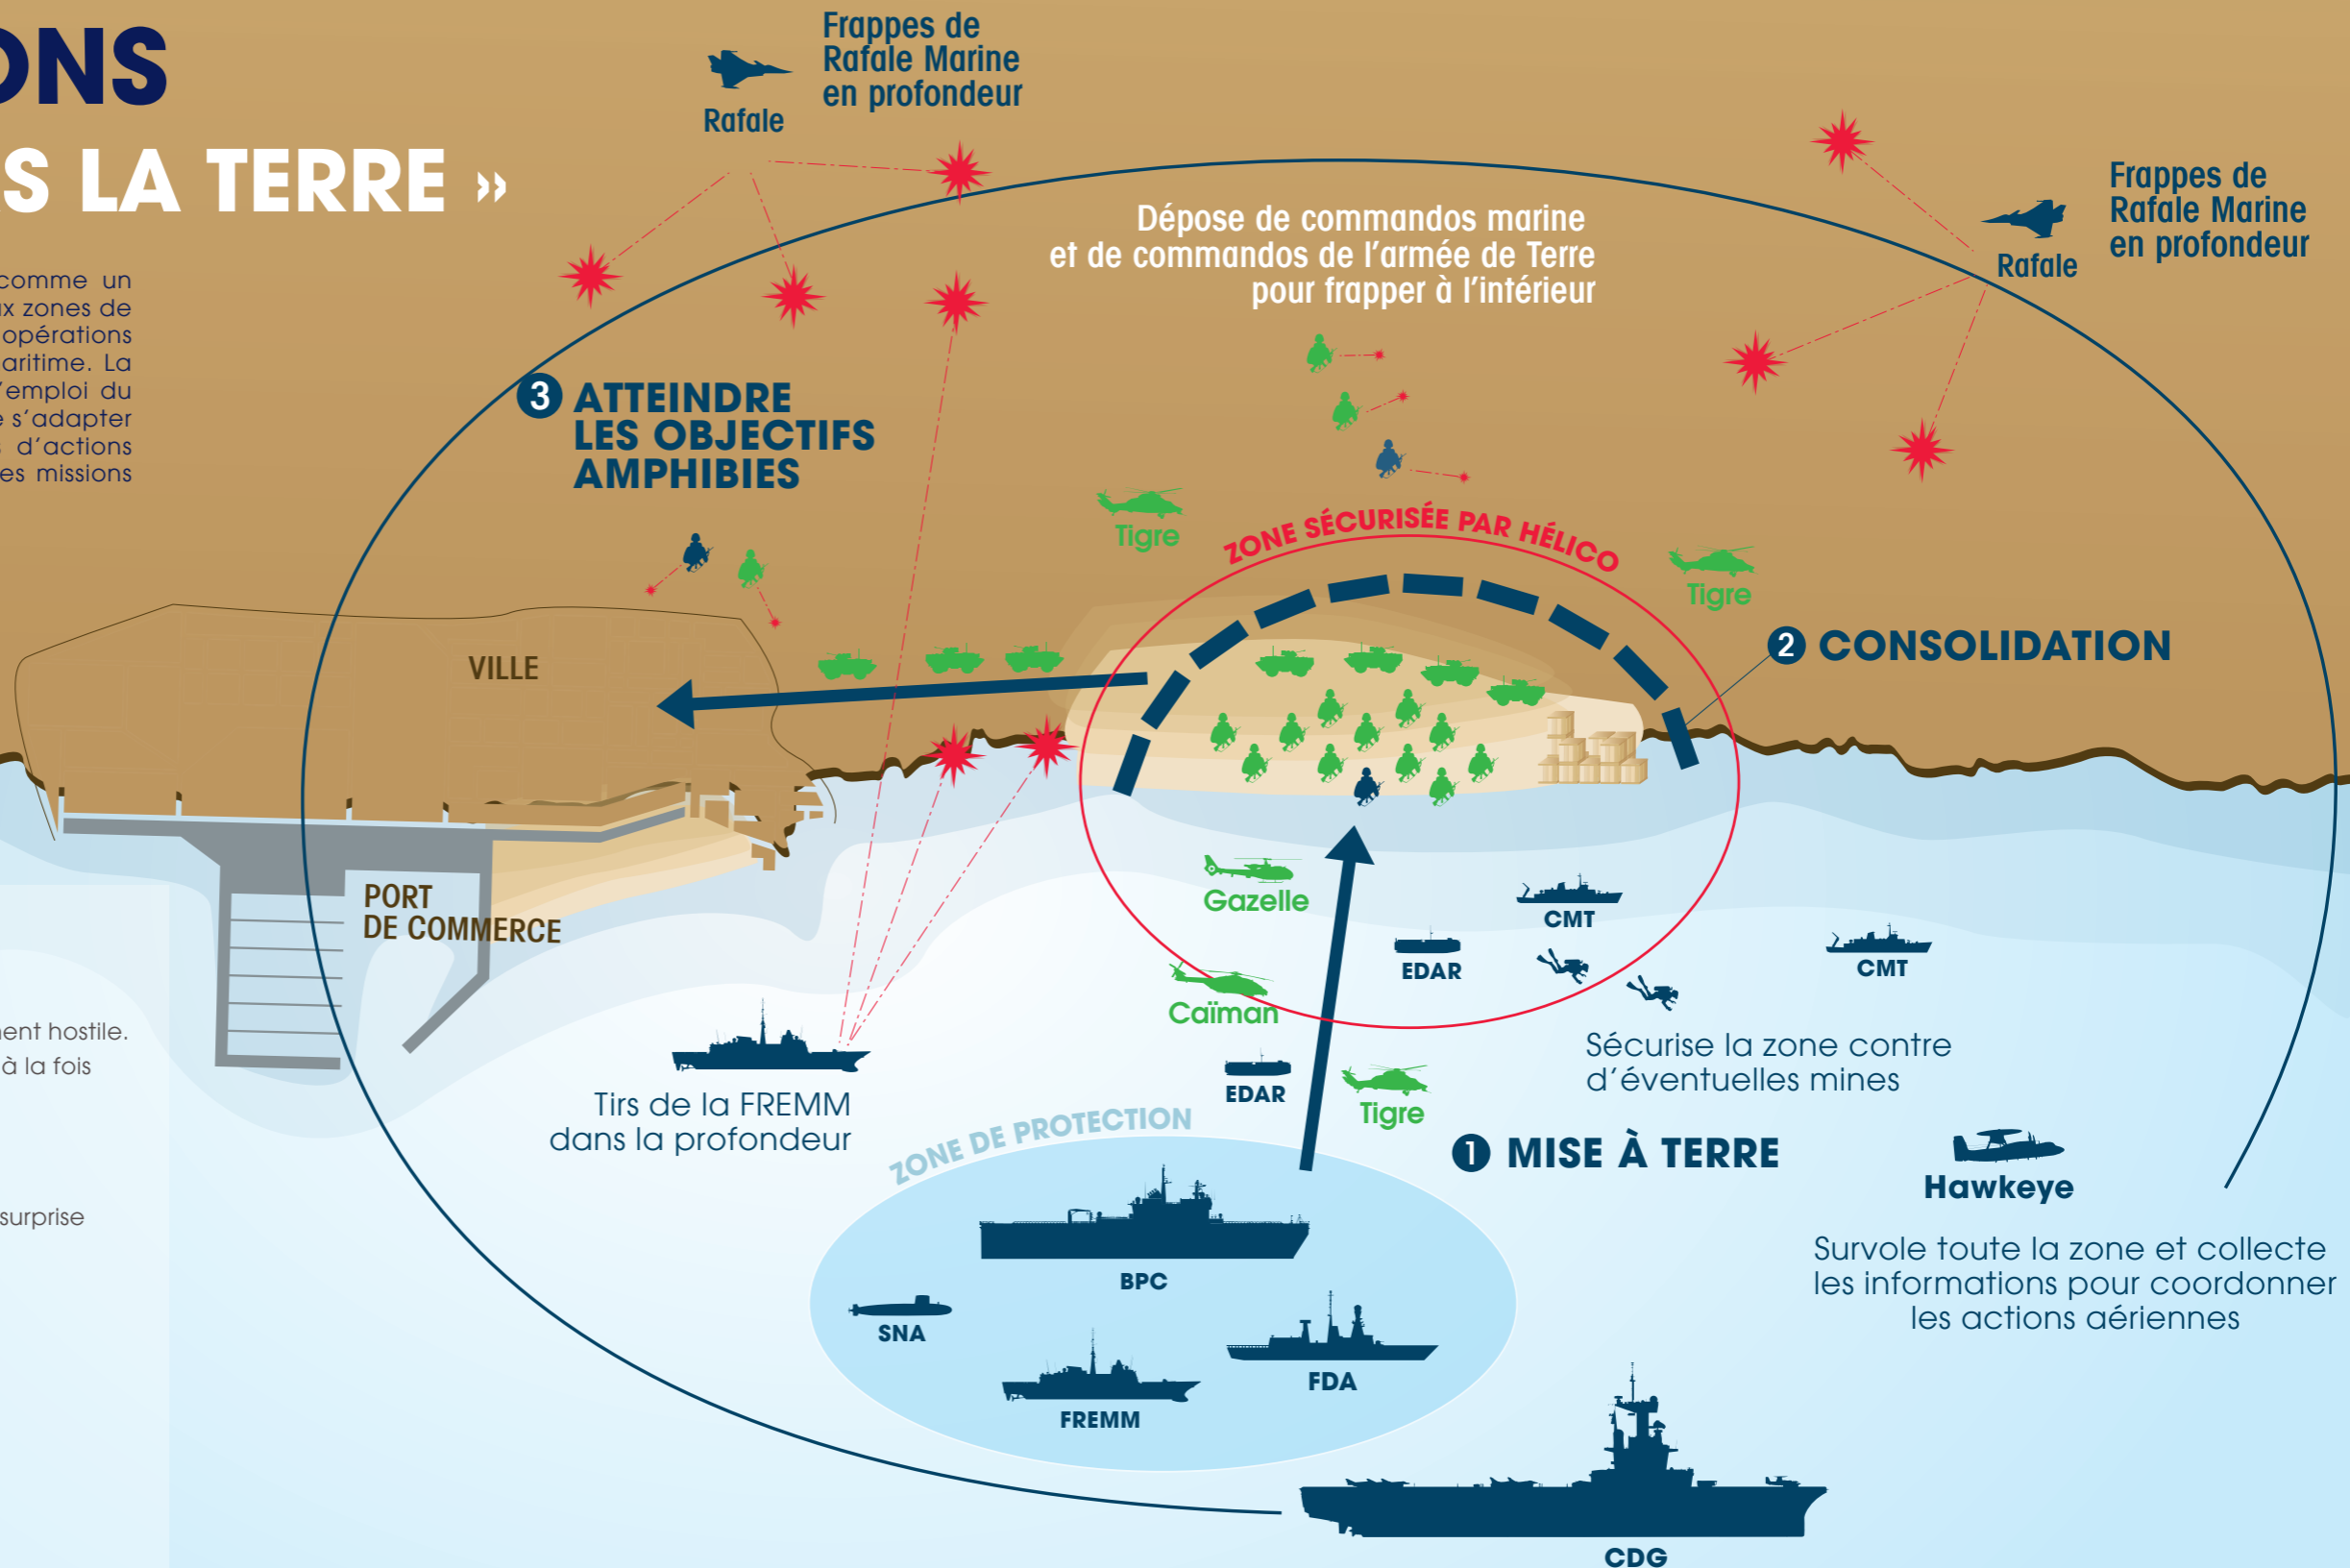 ONS
S LA TERRE »
comme un
x zones de
opérations
aritime. La
'emploi du
e s'adapter
s d'actions
es missions
Frappes de
Rafale Marine
en profondeur
Rafale
Frappes de
Rafale Marine
en profondeur
Rafale
Dépose de commandos marine
et de commandos de l'armée de Terre
pour frapper à l'intérieur
3 ATTEINDRE
LES OBJECTIFS
AMPHIBIES
Tigre
ZONE SÉCURISÉE PAR HÉLICO
Tigre
2 CONSOLIDATION
VILLE
PORT
DE COMMERCE
Gazelle
CMT
EDAR
CMT
Caïman
EDAR
Tigre
Sécurise la zone contre
d'éventuelles mines
Tirs de la FREMM
dans la profondeur
ZONE DE PROTECTION
1 MISE À TERRE
Hawkeye
Survole toute la zone et collecte
les informations pour coordonner
les actions aériennes
BPC
SNA
FDA
FREMM
CDG
ent hostile.
à la fois
surprise